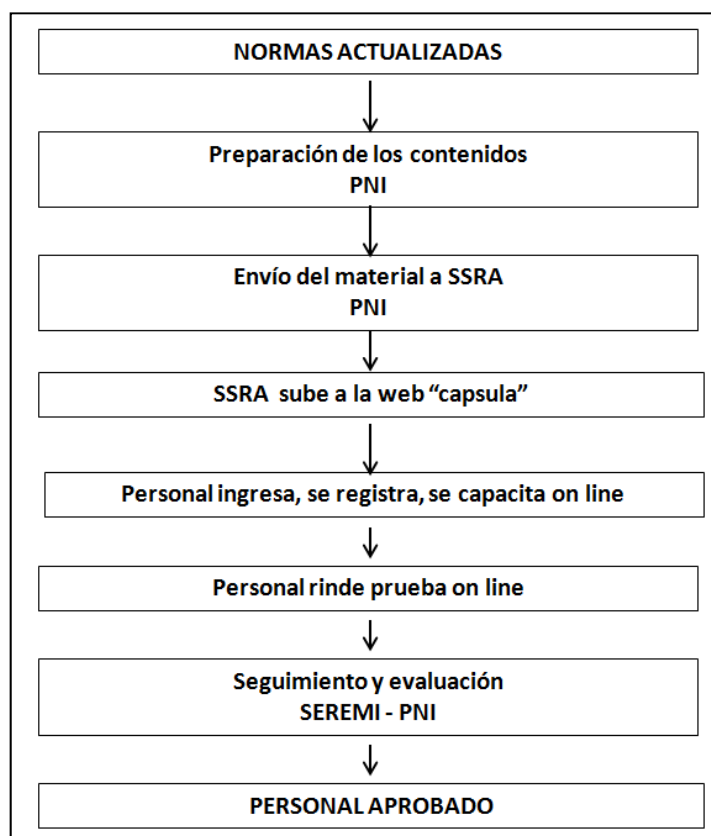 NORMAS ACTUALIZADAS
Preparación de los contenidos
PNI
Envío del material a SSRA
PNI
SSRA sube a la web “capsula”
Personal ingresa, se registra, se capacita on line
Personal rinde prueba on line
Seguimiento y evaluación
SEREMI - PNI
PERSONAL APROBADO